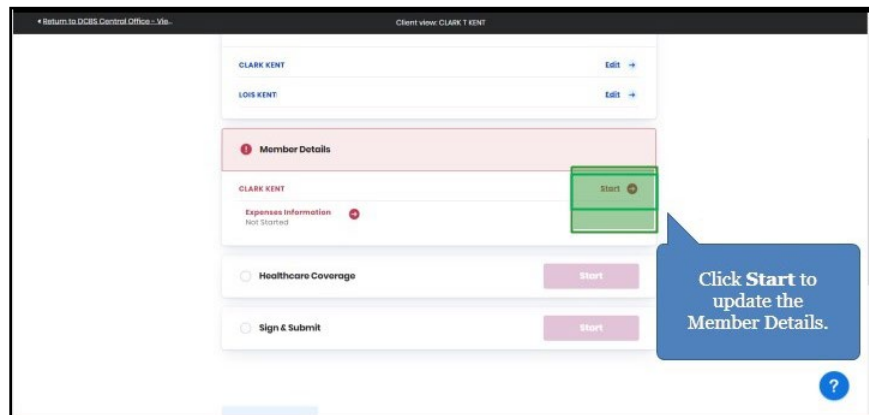 Return to DCBS Central Office - Vie...
Client view: CLARK T KENT
CLARK KENT
Edit
LOIS KENT
Edit
Member Details
CLARK KENT
Start
Expenses Information
Not Started
Healthcare Coverage
Start
Sign & Submit
Start
Click Start to
update the
Member Details.
?